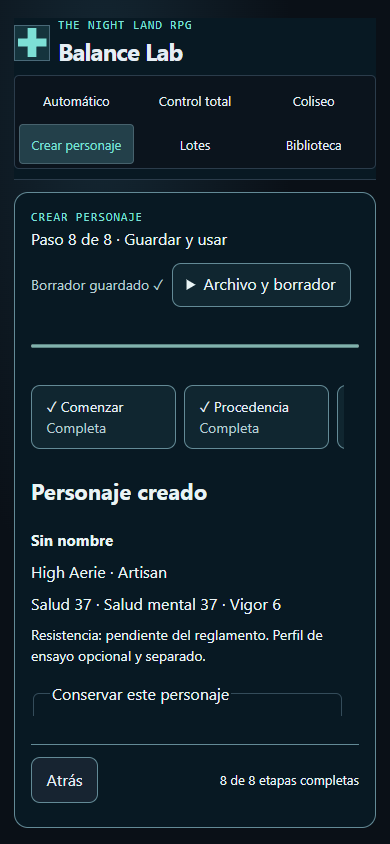 THE NIGHT LAND RPG
Balance Lab
Automático Control total Coliseo
Crear personaje Lotes Biblioteca
CREAR PERSONAJE
Paso 8 de 8 · Guardar y usar
Borrador guardado ✓ ▶ Archivo y borrador
✓ Comenzar ✓ Procedencia
Completa Completa
Personaje creado
Sin nombre
High Aerie · Artisan
Salud 37 · Salud mental 37 · Vigor 6
Resistencia: pendiente del reglamento. Perfil de
ensayo opcional y separado.
Conservar este personaje
Atrás 8 de 8 etapas completas